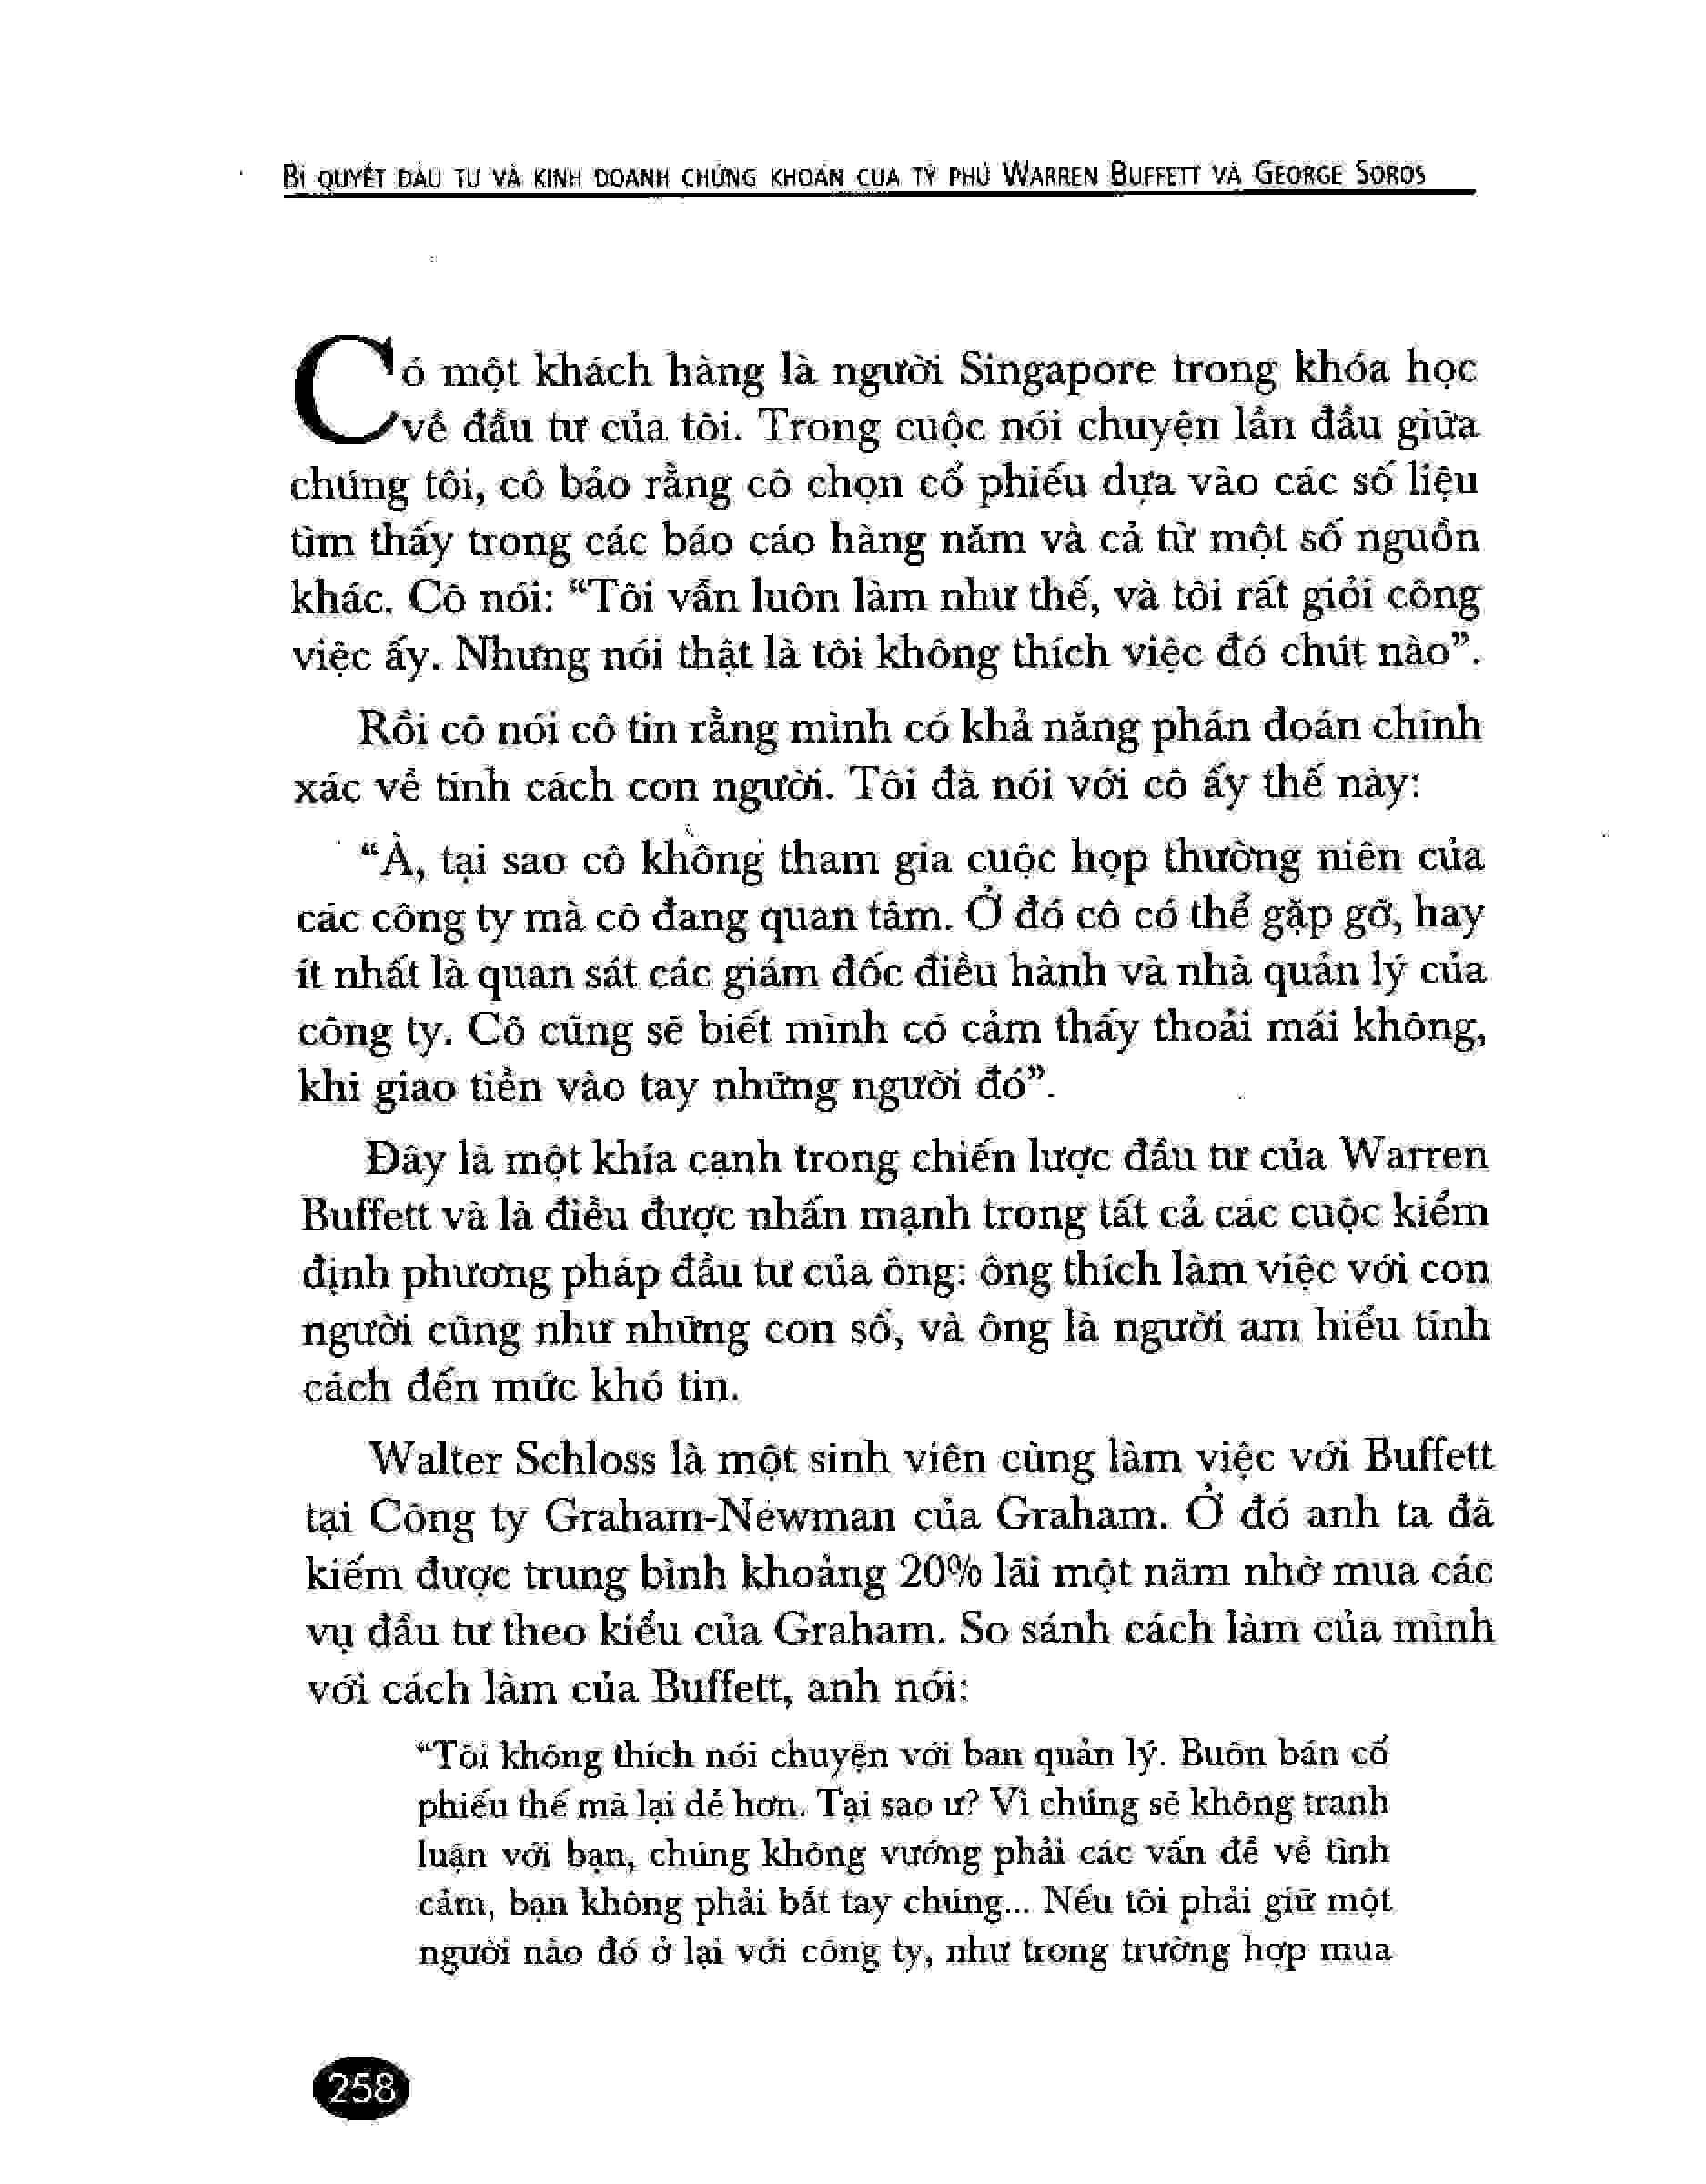 BÍ QUYẾT ĐẦU TƯ VÀ KINH DOANH CHỨNG KHOÁN CỦA TỶ PHÚ WARREN BUFFETT VÀ GEORGE SOROS
Có một khách hàng là người Singapore trong khóa học
về đầu tư của tôi. Trong cuộc nói chuyện lần đầu giữa
chúng tôi, cô bảo rằng cô chọn cổ phiếu dựa vào các số liệu
tìm thấy trong các báo cáo hàng năm và cả từ một số nguồn
khác. Cô nói: “Tôi vẫn luôn làm như thế, và tôi rất giỏi công
việc ấy. Nhưng nói thật là tôi không thích việc đó chút nào”.
Rồi cô nói cô tin rằng mình có khả năng phán đoán chính
xác về tính cách con người. Tôi đã nói với cô ấy thế này:
“À, tại sao cô không tham gia cuộc họp thường niên của
các công ty mà cô đang quan tâm. Ở đó cô có thể gặp gỡ, hay
ít nhất là quan sát các giám đốc điều hành và nhà quản lý của
công ty. Cô cũng sẽ biết mình có cảm thấy thoải mái không,
khi giao tiền vào tay những người đó”.
Đây là một khía cạnh trong chiến lược đầu tư của Warren
Buffett và là điều được nhấn mạnh trong tất cả các cuộc kiểm
định phương pháp đầu tư của ông: ông thích làm việc với con
người cũng như những con số, và ông là người am hiểu tính
cách đến mức khó tin.
Walter Schloss là một sinh viên cùng làm việc với Buffett
tại Công ty Graham-Newman của Graham. Ở đó anh ta đã
kiếm được trung bình khoảng 20% lãi một năm nhờ mua các
vụ đầu tư theo kiểu của Graham. So sánh cách làm của mình
với cách làm của Buffett, anh nói:
“Tôi không thích nói chuyện với ban quản lý. Buôn bán cổ
phiếu thế mà lại dễ hơn. Tại sao ư? Vì chúng sẽ không tranh
luận với bạn, chúng không vướng phải các vấn đề về tình
cảm, bạn không phải bắt tay chúng... Nếu tôi phải giữ một
người nào đó ở lại với công ty, như trong trường hợp mua
258